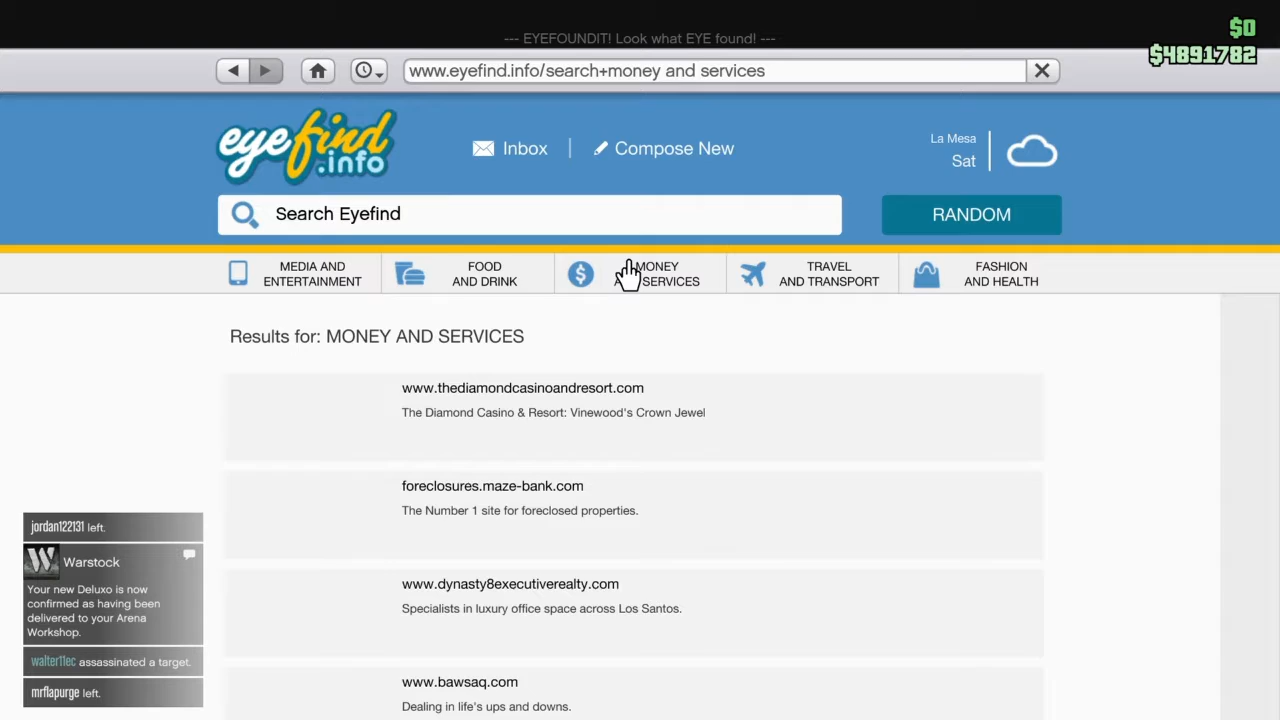 --- EYEFOUNDIT! Look what EYE found! ---
$0
$4891782
www.eyefind.info/search+money and services
eyefind
.info
Inbox
Compose New
La Mesa
Sat
Search Eyefind
RANDOM
MEDIA AND
ENTERTAINMENT
FOOD
AND DRINK
MONEY
SERVICES
TRAVEL
AND TRANSPORT
FASHION
AND HEALTH
Results for: MONEY AND SERVICES
www.thediamondcasinoandresort.com
The Diamond Casino & Resort: Vinewood's Crown Jewel
foreclosures.maze-bank.com
The Number 1 site for foreclosed properties.
www.dynasty8executiverealty.com
Specialists in luxury office space across Los Santos.
www.bawsaq.com
Dealing in life's ups and downs.
jordan122131 left.
Warstock
Your new Deluxo is now
confirmed as having been
delivered to your Arena
Workshop.
walter11ec assassinated a target.
mrflapurge left.